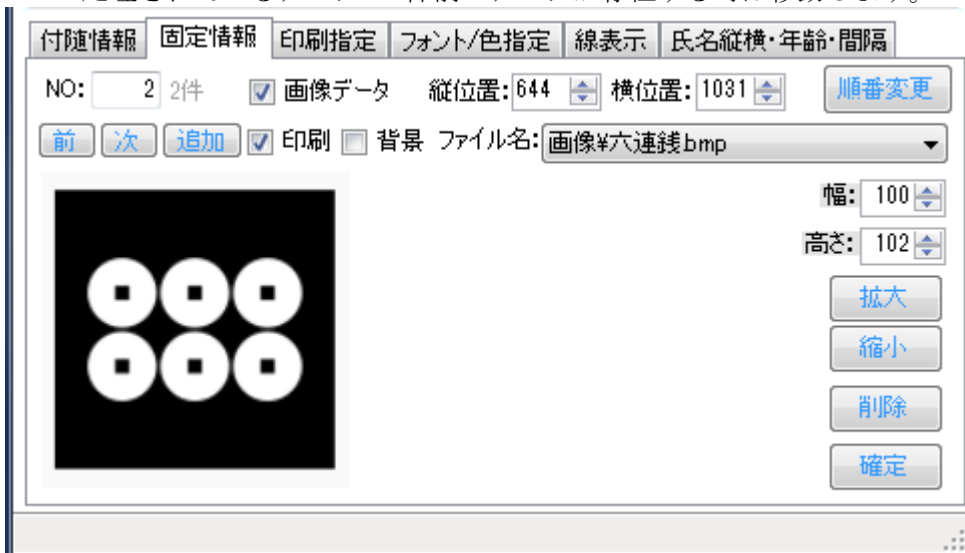 付随情報 固定情報 印刷指定 フォント/色指定 線表示 氏名縦横・年齢・間隔
NO: 2 2件 画像データ 縦位置: 644 横位置: 1031 順番変更
前 次 追加 印刷 背景 ファイル名: 画像¥六連銭.bmp
幅: 100
高さ: 102
拡大
縮小
削除
確定